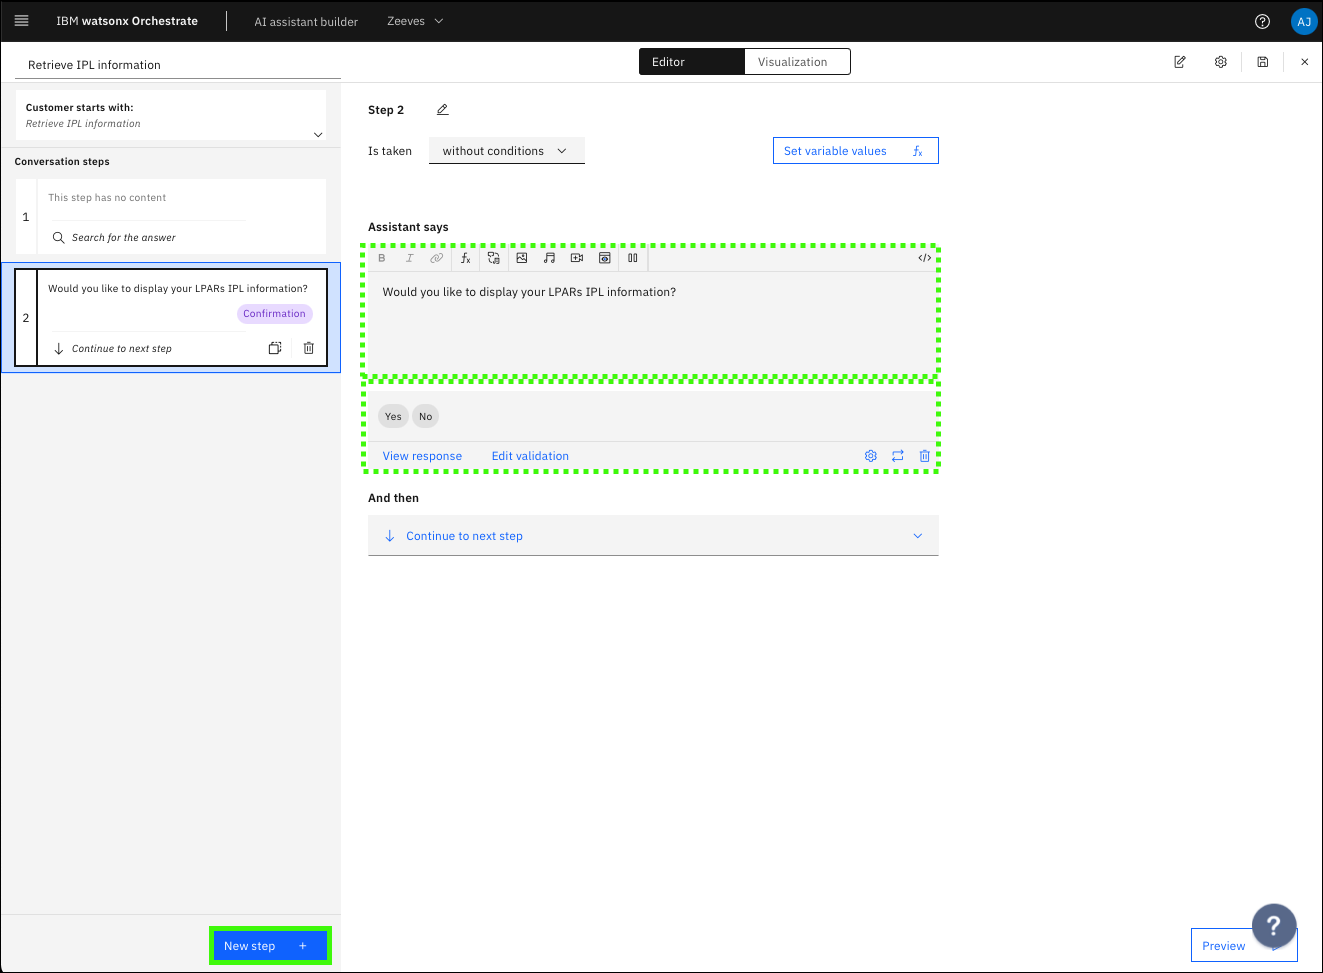 IBM watsonx Orchestrate
AI assistant builder
Zeeves
AJ
Retrieve IPL information
Editor
Visualization
Customer starts with:
Retrieve IPL information
Conversation steps
1
This step has no content
Search for the answer
2
Would you like to display your LPARs IPL information?
Confirmation
Continue to next step
New step +
Step 2
Is taken
without conditions
Set variable values fx
Assistant says
B I fx </>
Would you like to display your LPARs IPL information?
Yes No
View response
Edit validation
And then
Continue to next step
Preview
?